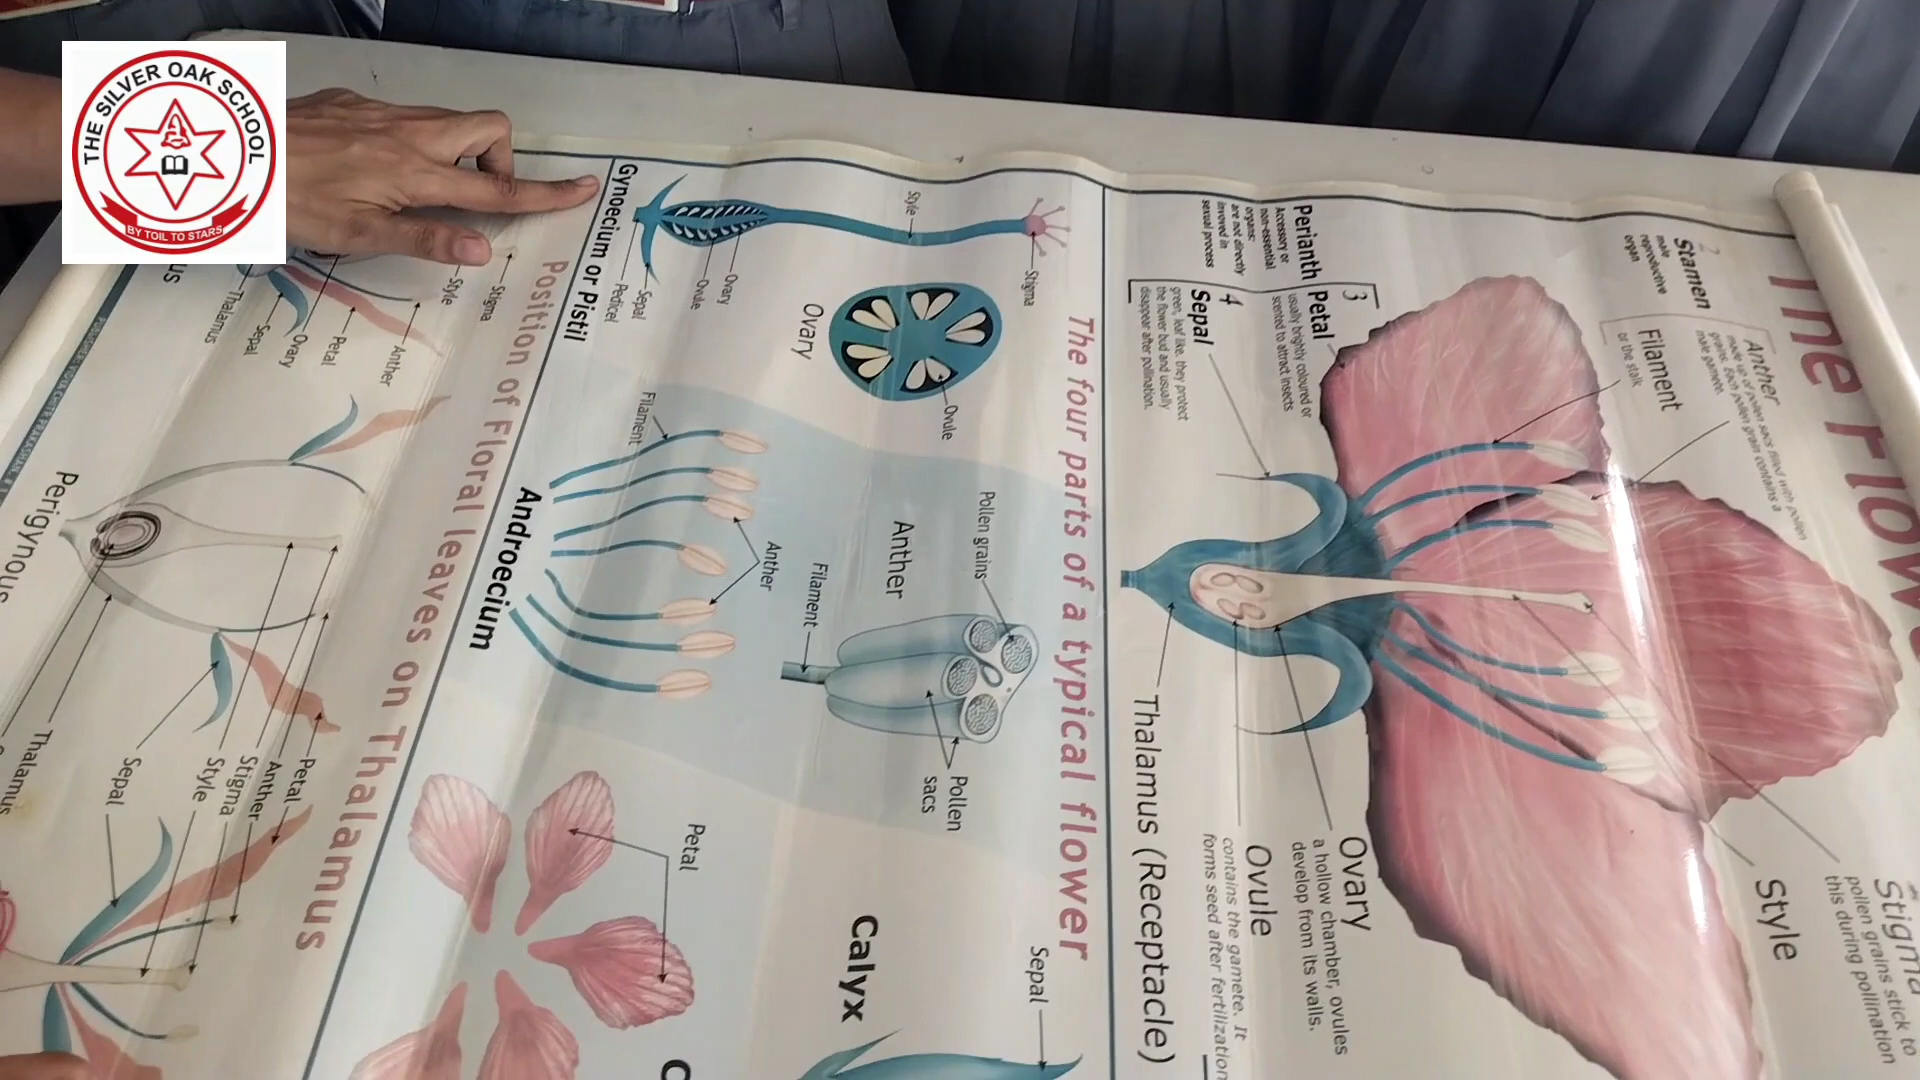 THE SILVER OAK SCHOOL
BY TOIL TO STARS
The Flow
2
Stamen
male
reproductive
organ
Anther
made up of pollen sacs filled with pollen
grains. Each pollen grain contains a
male gamete.
Filament
or the stalk
3
Perianth
Accessory or
non-essential
organs:
are not directly
invoved in
sexual process
Petal
usually brightly coloured or
scented to attract insects
4
Sepal
green, leaf like. they protect
the flower bud and usually
disappear after pollination.
Stigma
pollen grains stick to
this during pollination
Style
Ovary
a hollow chamber, ovules
develop from its walls.
Ovule
contains the gamete. It
forms seed after fertilization
Thalamus (Receptacle)
The four parts of a typical flower
Stigma
Style
Ovary
Ovule
Sepal
Pedicel
Gynoecium or Pistil
Ovary
Ovule
Pollen grains
Anther
Filament
Pollen
sacs
Filament
Anther
Androecium
Sepal
Calyx
Petal
C
Position of Floral leaves on Thalamus
Stigma
Style
Anther
Petal
Ovary
Sepal
Thalamus
us
Petal
Anther
Stigma
Style
Sepal
Thalamus
Perigynous